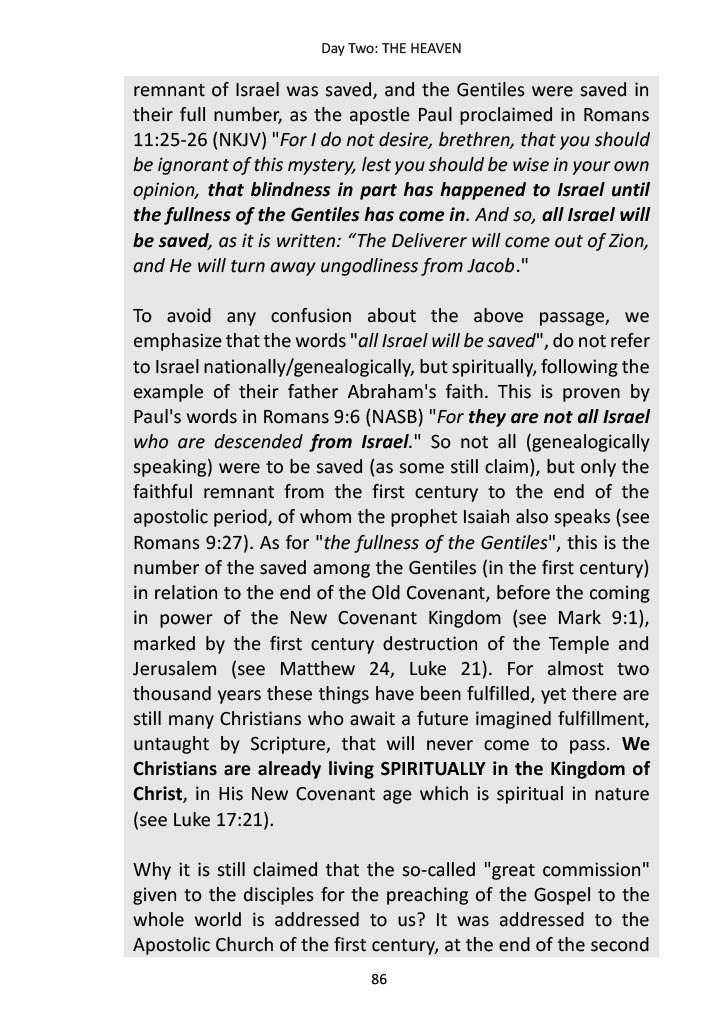 Day Two: THE HEAVEN
remnant of Israel was saved, and the Gentiles were saved in
their full number, as the apostle Paul proclaimed in Romans
11:25-26 (NKJV) "For I do not desire, brethren, that you should
be ignorant of this mystery, lest you should be wise in your own
opinion, that blindness in part has happened to Israel until
the fullness of the Gentiles has come in. And so, all Israel will
be saved, as it is written: “The Deliverer will come out of Zion,
and He will turn away ungodliness from Jacob."
To avoid any confusion about the above passage, we
emphasize that the words "all Israel will be saved", do not refer
to Israel nationally/genealogically, but spiritually, following the
example of their father Abraham's faith. This is proven by
Paul's words in Romans 9:6 (NASB) "For they are not all Israel
who are descended from Israel." So not all (genealogically
speaking) were to be saved (as some still claim), but only the
faithful remnant from the first century to the end of the
apostolic period, of whom the prophet Isaiah also speaks (see
Romans 9:27). As for "the fullness of the Gentiles", this is the
number of the saved among the Gentiles (in the first century)
in relation to the end of the Old Covenant, before the coming
in power of the New Covenant Kingdom (see Mark 9:1),
marked by the first century destruction of the Temple and
Jerusalem (see Matthew 24, Luke 21). For almost two
thousand years these things have been fulfilled, yet there are
still many Christians who await a future imagined fulfillment,
untaught by Scripture, that will never come to pass. We
Christians are already living SPIRITUALLY in the Kingdom of
Christ, in His New Covenant age which is spiritual in nature
(see Luke 17:21).
Why it is still claimed that the so-called "great commission"
given to the disciples for the preaching of the Gospel to the
whole world is addressed to us? It was addressed to the
Apostolic Church of the first century, at the end of the second
86